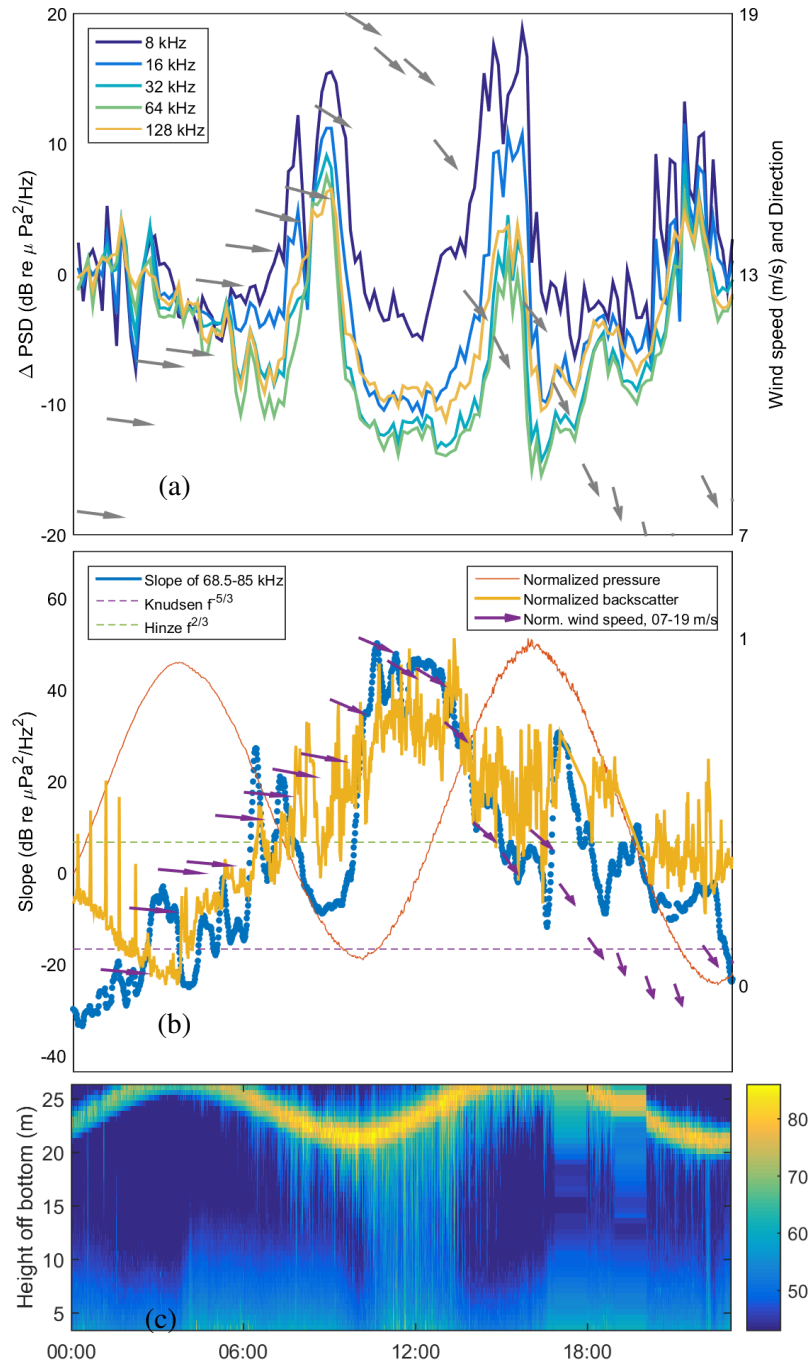 20
10
0
-10
-20
Δ PSD (dB re μ Pa²/Hz)
8 kHz
16 kHz
32 kHz
64 kHz
128 kHz
19
13
7
Wind speed (m/s) and Direction
(a)
60
40
20
0
-20
-40
Slope (dB re μPa²/Hz²)
Slope of 68.5-85 kHz
Knudsen f⁻⁵/³
Hinze f²/³
Normalized pressure
Normalized backscatter
Norm. wind speed, 07-19 m/s
1
0
(b)
25
20
15
10
5
Height off bottom (m)
80
70
60
50
(c)
00:00 06:00 12:00 18:00